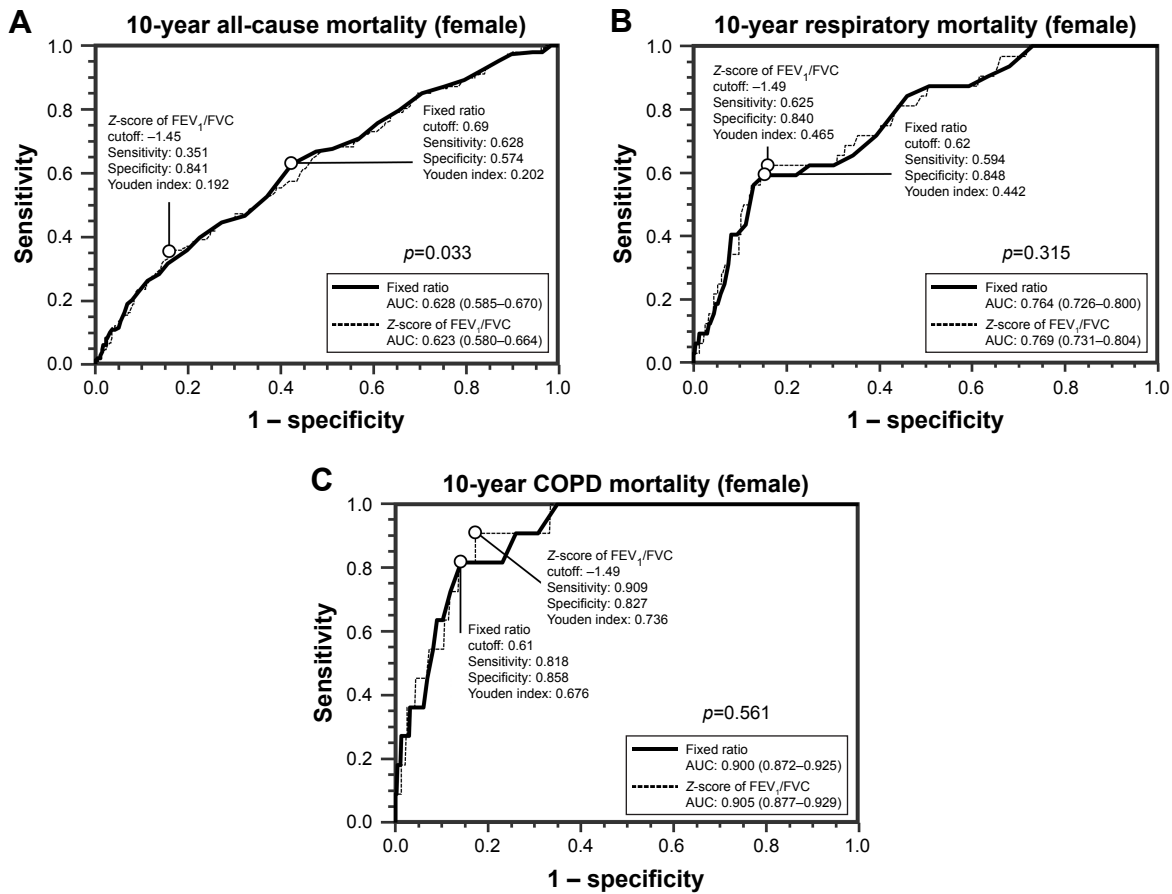 A
10-year all-cause mortality (female)
1.0
0.8
0.6
0.4
0.2
0.0
Sensitivity
Z-score of FEV₁/FVC
cutoff: –1.45
Sensitivity: 0.351
Specificity: 0.841
Youden index: 0.192
Fixed ratio
cutoff: 0.69
Sensitivity: 0.628
Specificity: 0.574
Youden index: 0.202
p=0.033
Fixed ratio
AUC: 0.628 (0.585–0.670)
Z-score of FEV₁/FVC
AUC: 0.623 (0.580–0.664)
0.0 0.2 0.4 0.6 0.8 1.0
1 – specificity
B
10-year respiratory mortality (female)
1.0
0.8
0.6
0.4
0.2
0.0
Sensitivity
Z-score of FEV₁/FVC
cutoff: –1.49
Sensitivity: 0.625
Specificity: 0.840
Youden index: 0.465
Fixed ratio
cutoff: 0.62
Sensitivity: 0.594
Specificity: 0.848
Youden index: 0.442
p=0.315
Fixed ratio
AUC: 0.764 (0.726–0.800)
Z-score of FEV₁/FVC
AUC: 0.769 (0.731–0.804)
0.0 0.2 0.4 0.6 0.8 1.0
1 – specificity
C
10-year COPD mortality (female)
1.0
0.8
0.6
0.4
0.2
0.0
Sensitivity
Z-score of FEV₁/FVC
cutoff: –1.49
Sensitivity: 0.909
Specificity: 0.827
Youden index: 0.736
Fixed ratio
cutoff: 0.61
Sensitivity: 0.818
Specificity: 0.858
Youden index: 0.676
p=0.561
Fixed ratio
AUC: 0.900 (0.872–0.925)
Z-score of FEV₁/FVC
AUC: 0.905 (0.877–0.929)
0.0 0.2 0.4 0.6 0.8 1.0
1 – specificity